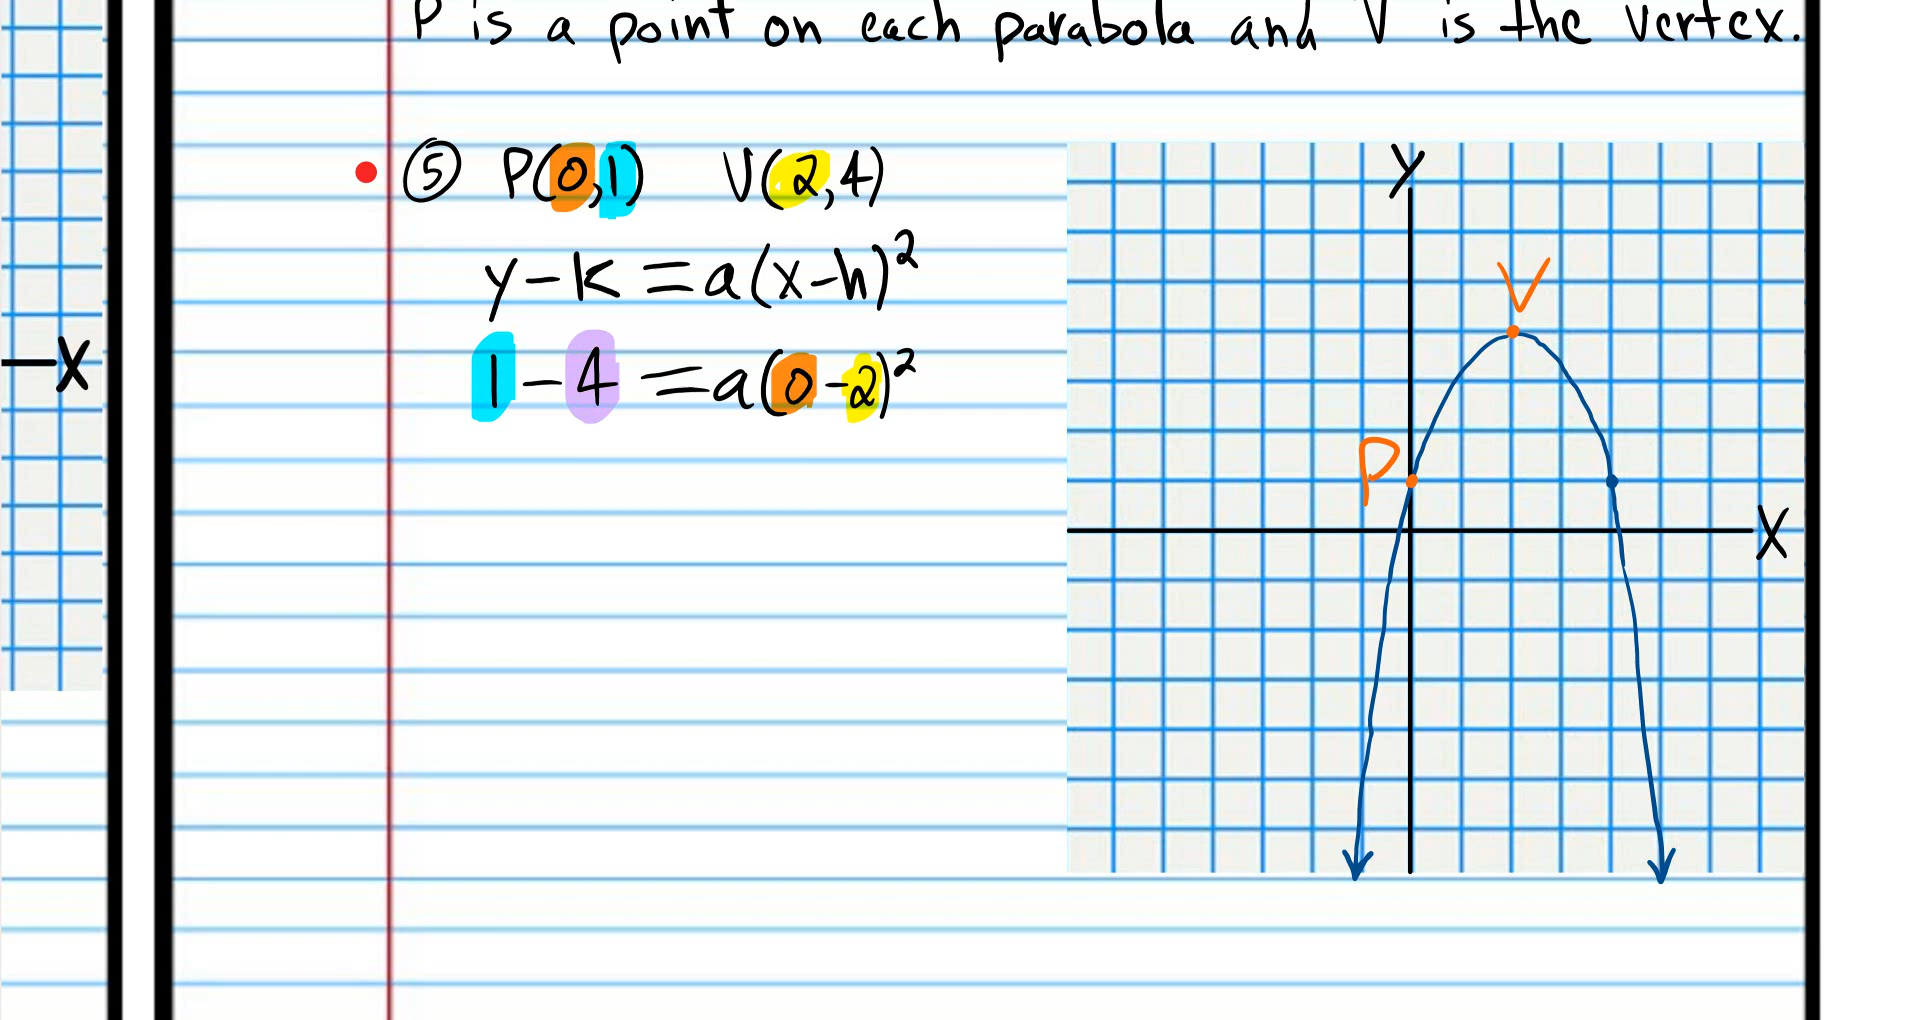 P is a point on each parabola and V is the vertex.
⑤ P(0,1) V(2,4)
y-k=a(x-h)²
1-4=a(0-2)²
y
V
P
X
X